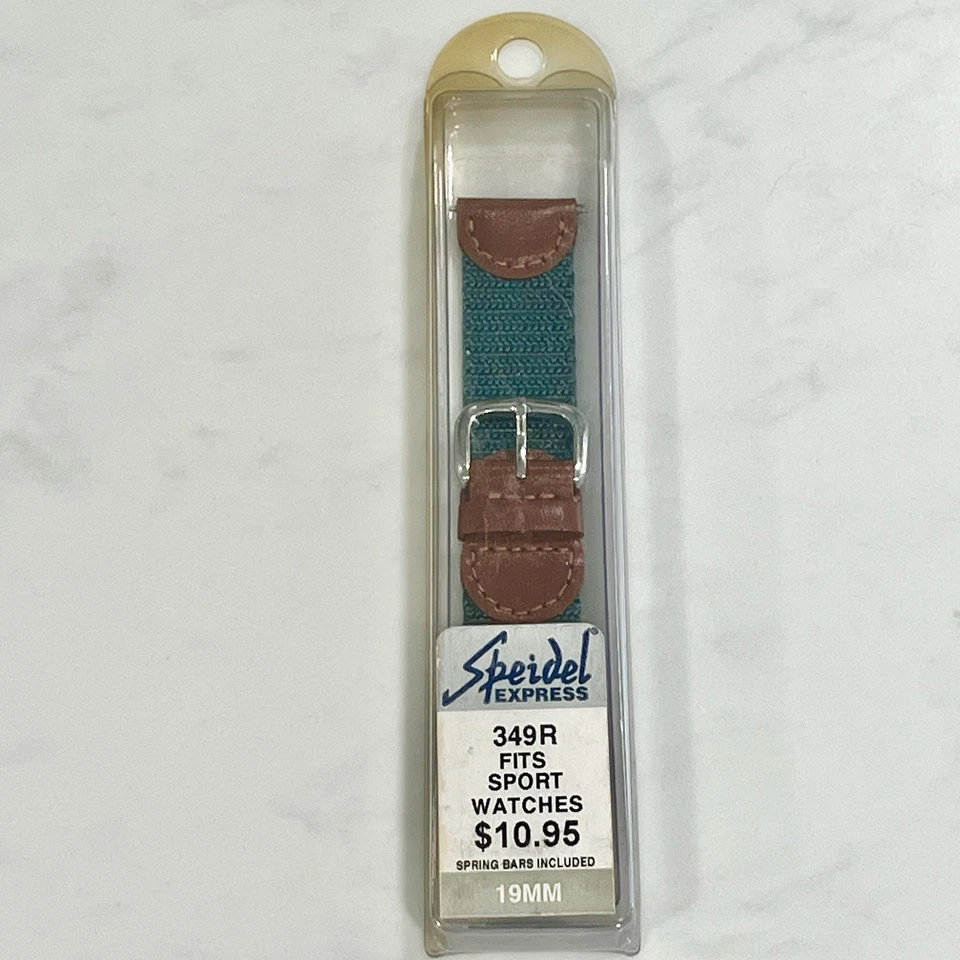 Speidel®
EXPRESS
349R
FITS
SPORT
WATCHES
$10.95
SPRING BARS INCLUDED
19MM